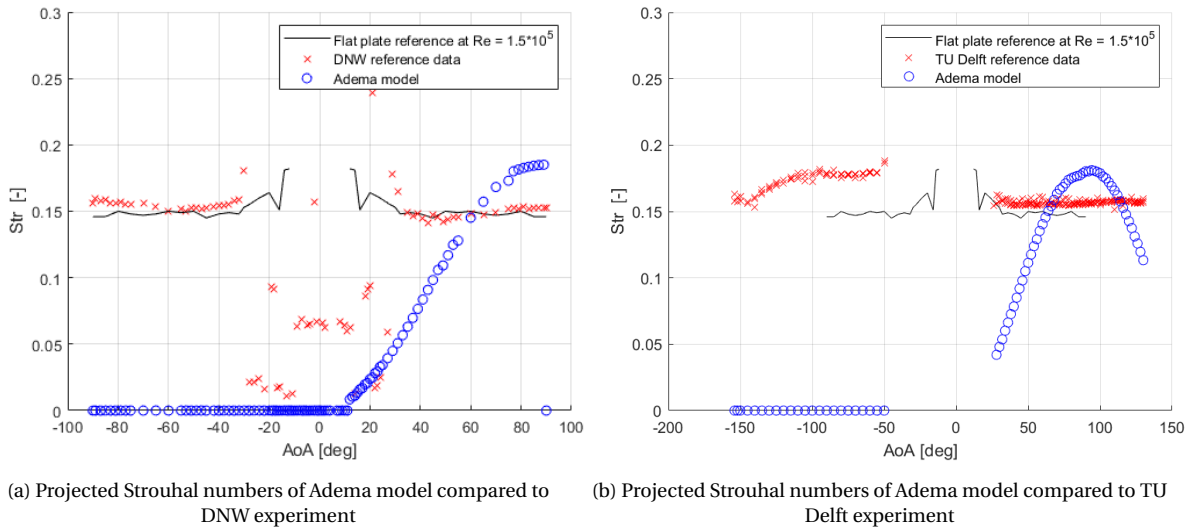 0.3
0.25
0.2
0.15
0.1
0.05
0
Str [-]
-100 -80 -60 -40 -20 0 20 40 60 80 100
AoA [deg]
Flat plate reference at Re = 1.5*10^5
DNW reference data
Adema model
(a) Projected Strouhal numbers of Adema model compared to
DNW experiment
0.3
0.25
0.2
0.15
0.1
0.05
0
Str [-]
-200 -150 -100 -50 0 50 100 150
AoA [deg]
Flat plate reference at Re = 1.5*10^5
TU Delft reference data
Adema model
(b) Projected Strouhal numbers of Adema model compared to TU
Delft experiment